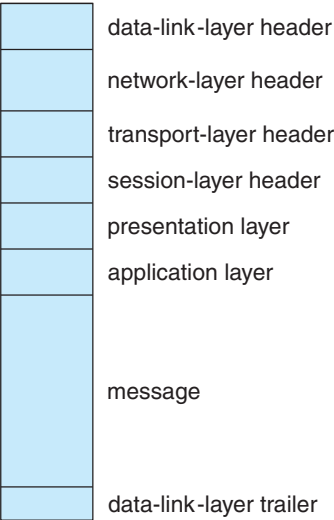 data-link-layer header
network-layer header
transport-layer header
session-layer header
presentation layer
application layer
message
data-link-layer trailer